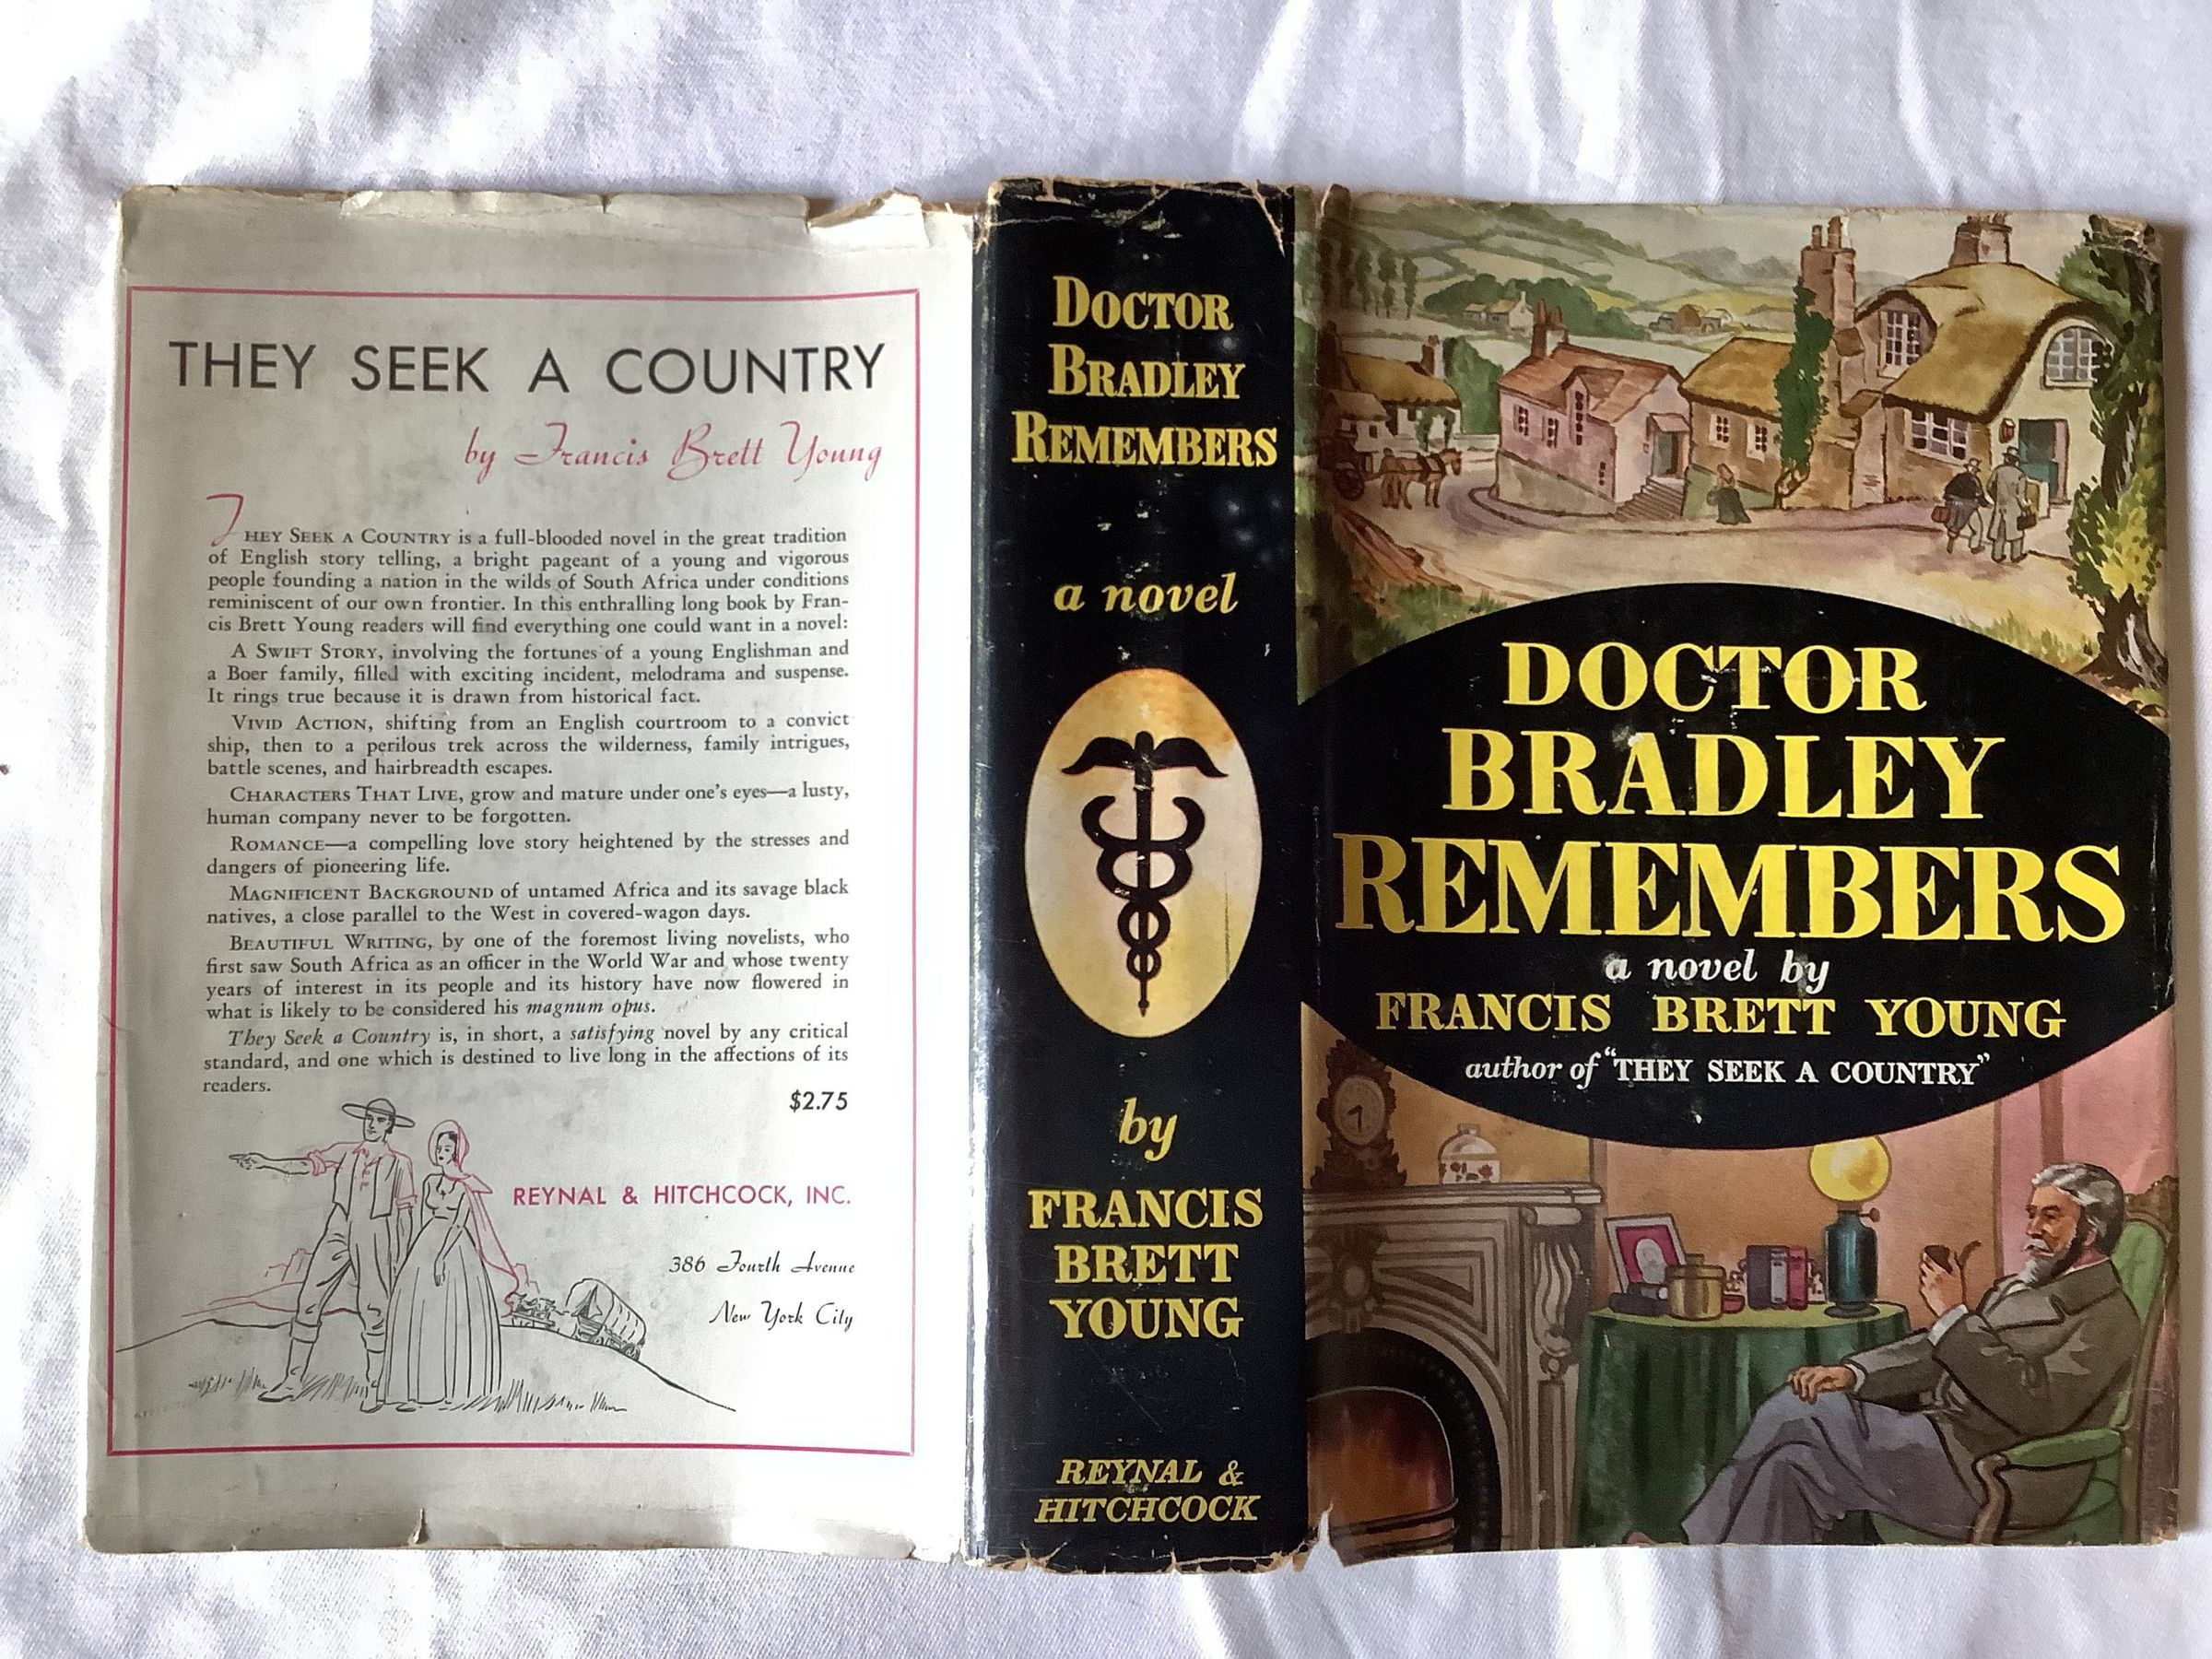 THEY SEEK A COUNTRY
by Francis Brett Young
THEY SEEK A COUNTRY is a full-blooded novel in the great tradition
of English story telling, a bright pageant of a young and vigorous
people founding a nation in the wilds of South Africa under conditions
reminiscent of our own frontier. In this enthralling long book by Fran-
cis Brett Young readers will find everything one could want in a novel:
A SWIFT STORY, involving the fortunes of a young Englishman and
a Boer family, filled with exciting incident, melodrama and suspense.
It rings true because it is drawn from historical fact.
VIVID ACTION, shifting from an English courtroom to a convict
ship, then to a perilous trek across the wilderness, family intrigues,
battle scenes, and hairbreadth escapes.
CHARACTERS THAT LIVE, grow and mature under one's eyes—a lusty,
human company never to be forgotten.
ROMANCE—a compelling love story heightened by the stresses and
dangers of pioneering life.
MAGNIFICENT BACKGROUND of untamed Africa and its savage black
natives, a close parallel to the West in covered-wagon days.
BEAUTIFUL WRITING, by one of the foremost living novelists, who
first saw South Africa as an officer in the World War and whose twenty
years of interest in its people and its history have now flowered in
what is likely to be considered his magnum opus.
They Seek a Country is, in short, a satisfying novel by any critical
standard, and one which is destined to live long in the affections of its
readers.
$2.75
REYNAL & HITCHCOCK, INC.
386 Fourth Avenue
New York City
DOCTOR
BRADLEY
REMEMBERS
a novel
by
FRANCIS
BRETT
YOUNG
REYNAL &
HITCHCOCK
DOCTOR
BRADLEY
REMEMBERS
a novel by
FRANCIS BRETT YOUNG
author of "THEY SEEK A COUNTRY"